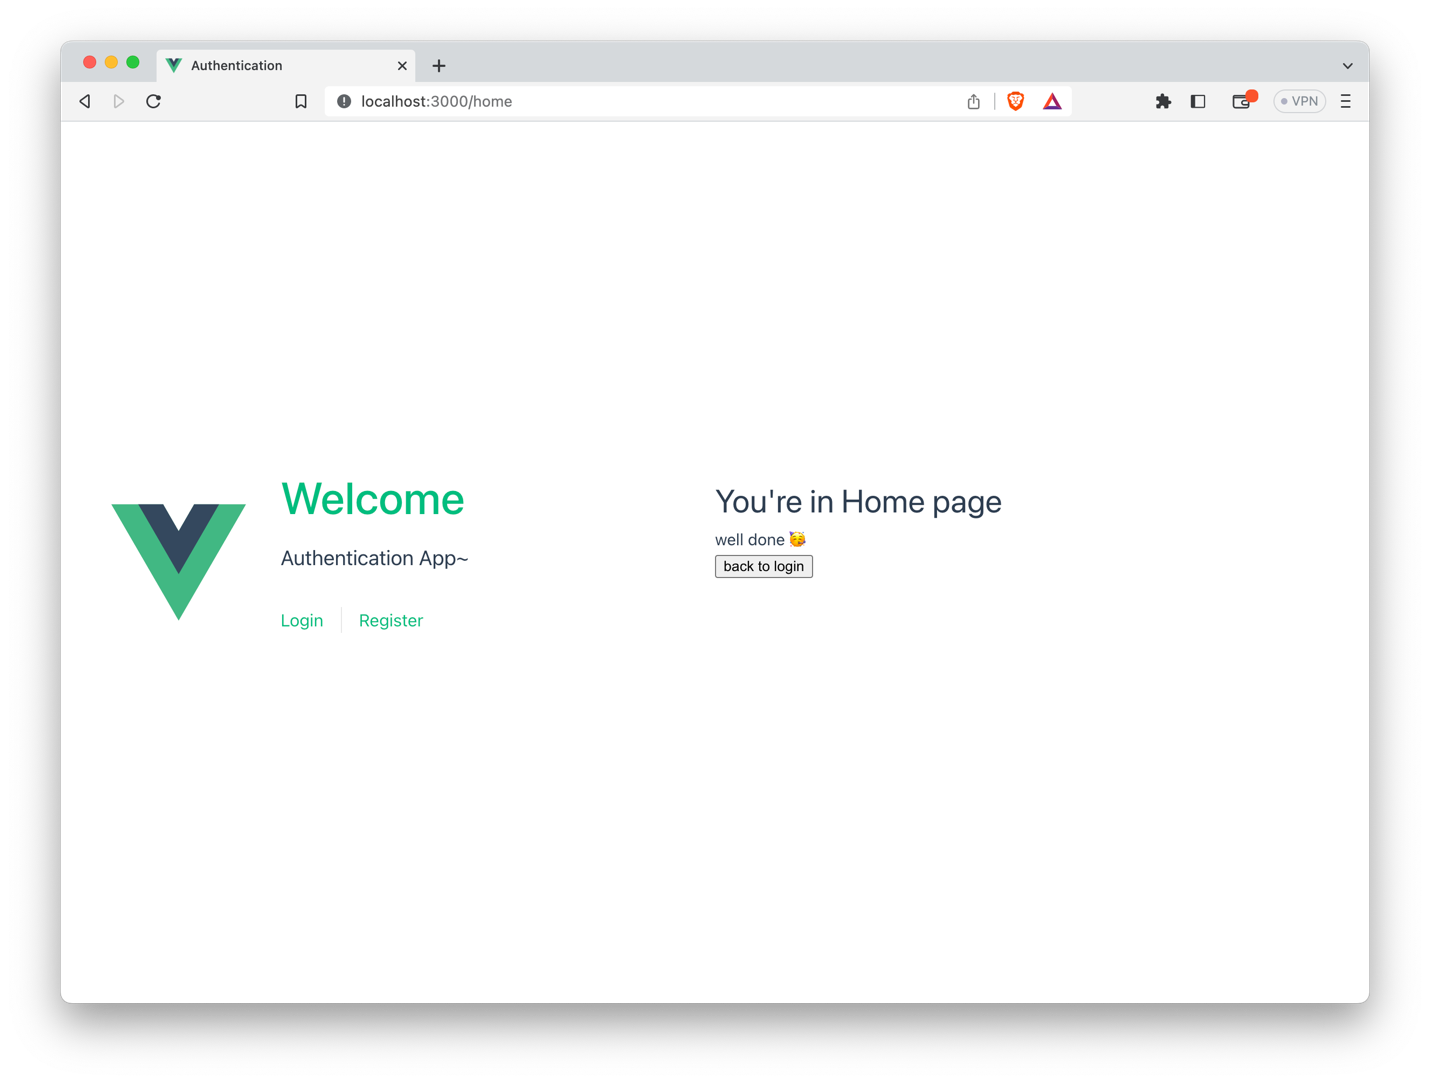 Authentication
localhost:3000/home
VPN
Welcome
Authentication App~
Login
Register
You're in Home page
well done 🥳
back to login